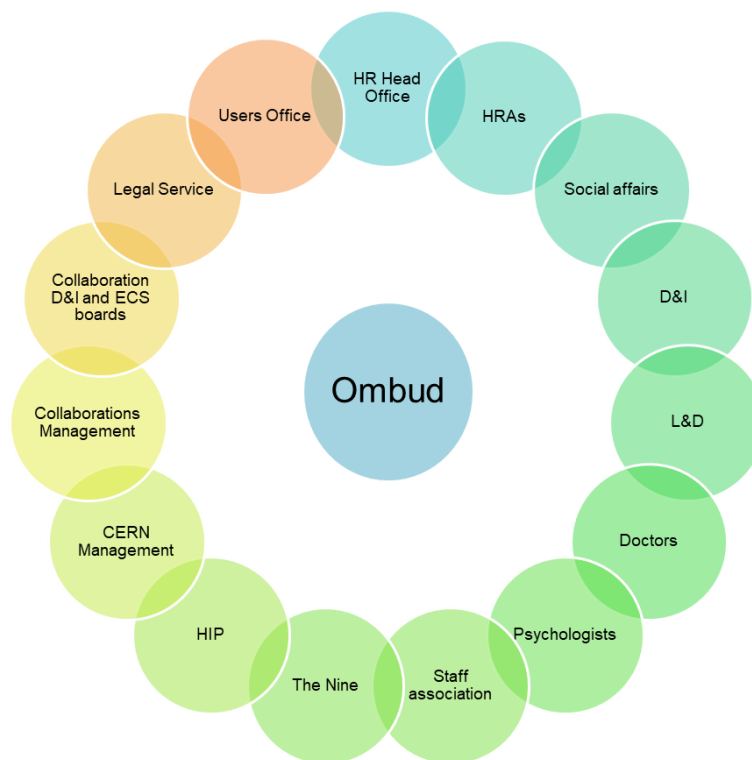 HR Head
Office
HRAs
Social affairs
D&I
L&D
Doctors
Psychologists
Staff
association
The Nine
HIP
CERN
Management
Collaborations
Management
Collaboration
D&I and ECS
boards
Legal Service
Users Office
Ombud